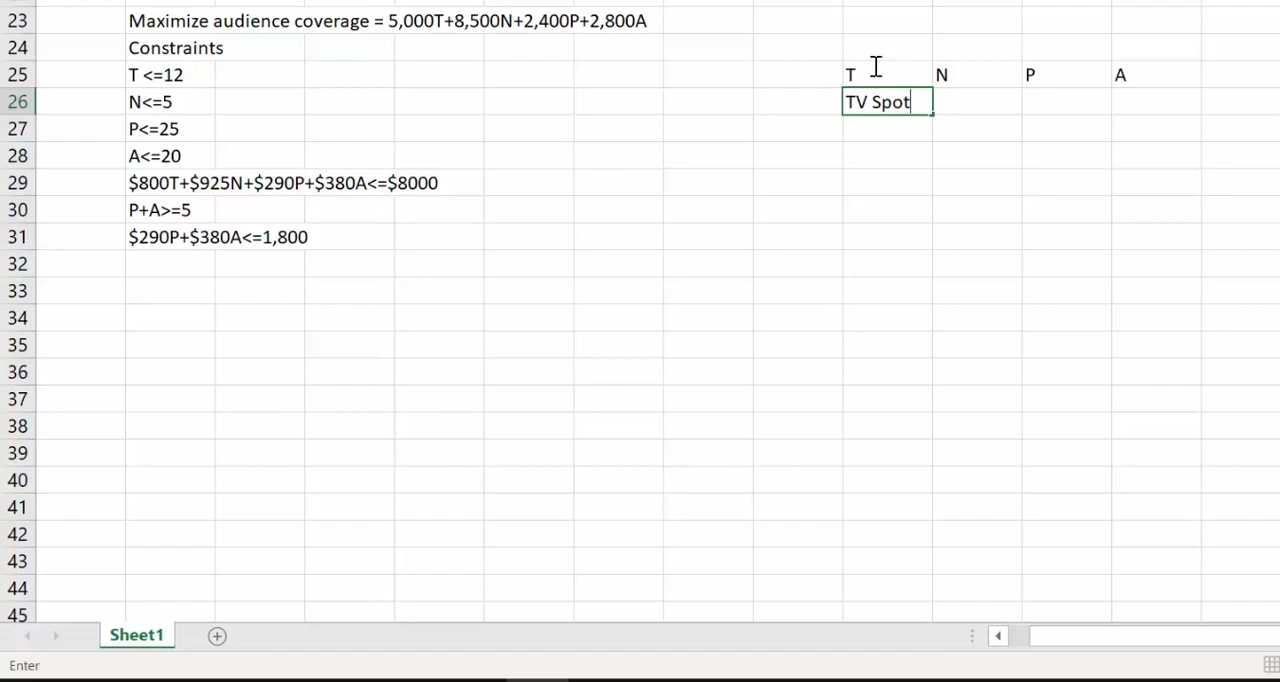 23 Maximize audience coverage = 5,000T+8,500N+2,400P+2,800A
24 Constraints
25 T <=12 T N P A
26 N<=5 TV Spot
27 P<=25
28 A<=20
29 $800T+$925N+$290P+$380A<=$8000
30 P+A>=5
31 $290P+$380A<=1,800
32
33
34
35
36
37
38
39
40
41
42
43
44
45
Sheet1
Enter